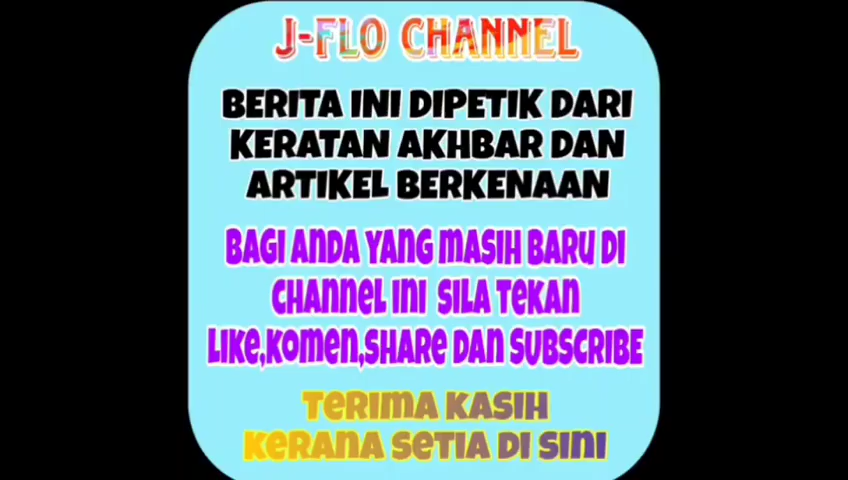 J-FLO CHANNEL
BERITA INI DIPETIK DARI
KERATAN AKHBAR DAN
ARTIKEL BERKENAAN
BAGI ANDA YANG MASIH BARU DI
CHANNEL INI SILA TEKAN
LIKE,KOMEN,SHARE DAN SUBSCRIBE
TERIMA KASIH
KERANA SETIA DI SINI